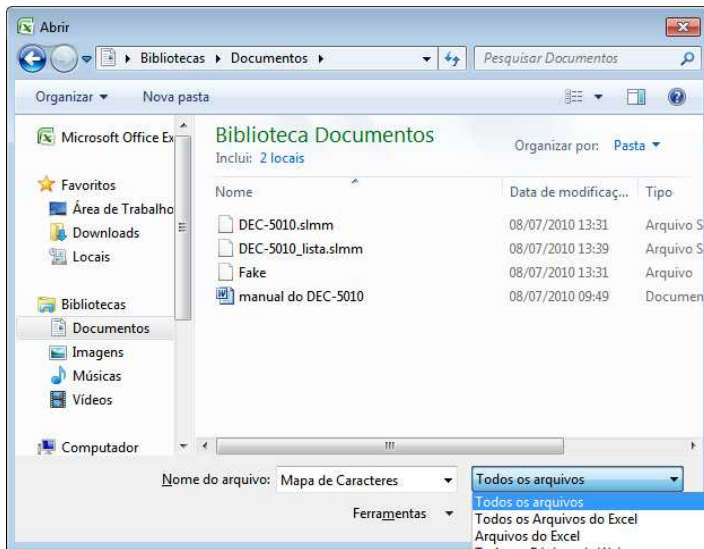 Abrir
Bibliotecas Documentos
Pesquisar Documentos
Organizar Nova pasta
Microsoft Office Ex
Favoritos
Área de Trabalho
Downloads
Locais
Bibliotecas
Documentos
Imagens
Músicas
Vídeos
Computador
Biblioteca Documentos
Inclui: 2 locais
Organizar por: Pasta
Nome Data de modificaç... Tipo
DEC-5010.slmm 08/07/2010 13:31 Arquivo S
DEC-5010_lista.slmm 08/07/2010 13:39 Arquivo S
Fake 08/07/2010 13:31 Arquivo
manual do DEC-5010 08/07/2010 09:49 Documen
Nome do arquivo: Mapa de Caracteres Todos os arquivos
Ferramentas
Todos os arquivos
Todos os Arquivos do Excel
Arquivos do Excel